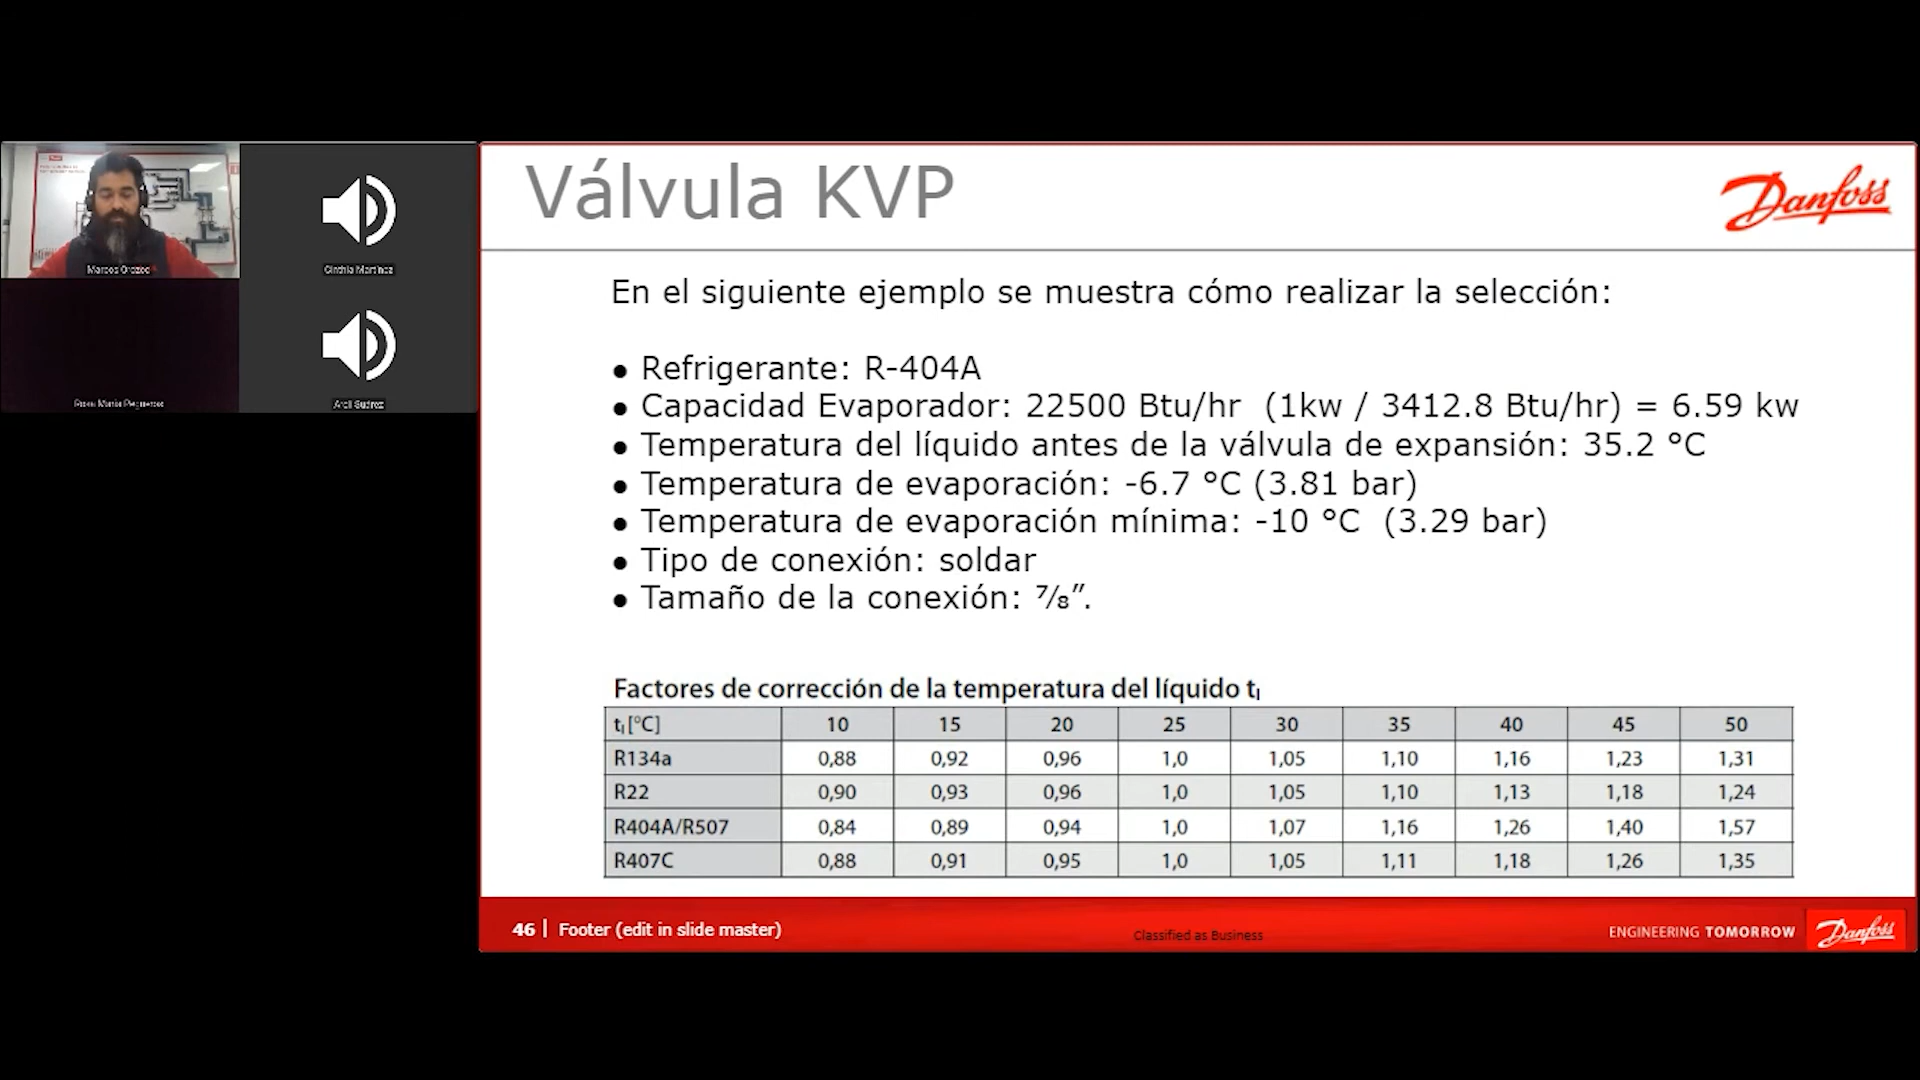 Marcos Orozco
Cinthia Martinez
Rosa Maria Pegueros
Areli Suárez
Válvula KVP
Danfoss
En el siguiente ejemplo se muestra cómo realizar la selección:
● Refrigerante: R-404A
● Capacidad Evaporador: 22500 Btu/hr (1kw / 3412.8 Btu/hr) = 6.59 kw
● Temperatura del líquido antes de la válvula de expansión: 35.2 °C
● Temperatura de evaporación: -6.7 °C (3.81 bar)
● Temperatura de evaporación mínima: -10 °C (3.29 bar)
● Tipo de conexión: soldar
● Tamaño de la conexión: ⅞”.
Factores de corrección de la temperatura del líquido tl
tl [°C] 10 15 20 25 30 35 40 45 50
R134a 0,88 0,92 0,96 1,0 1,05 1,10 1,16 1,23 1,31
R22 0,90 0,93 0,96 1,0 1,05 1,10 1,13 1,18 1,24
R404A/R507 0,84 0,89 0,94 1,0 1,07 1,16 1,26 1,40 1,57
R407C 0,88 0,91 0,95 1,0 1,05 1,11 1,18 1,26 1,35
46 | Footer (edit in slide master)
Classified as Business
ENGINEERING TOMORROW
Danfoss